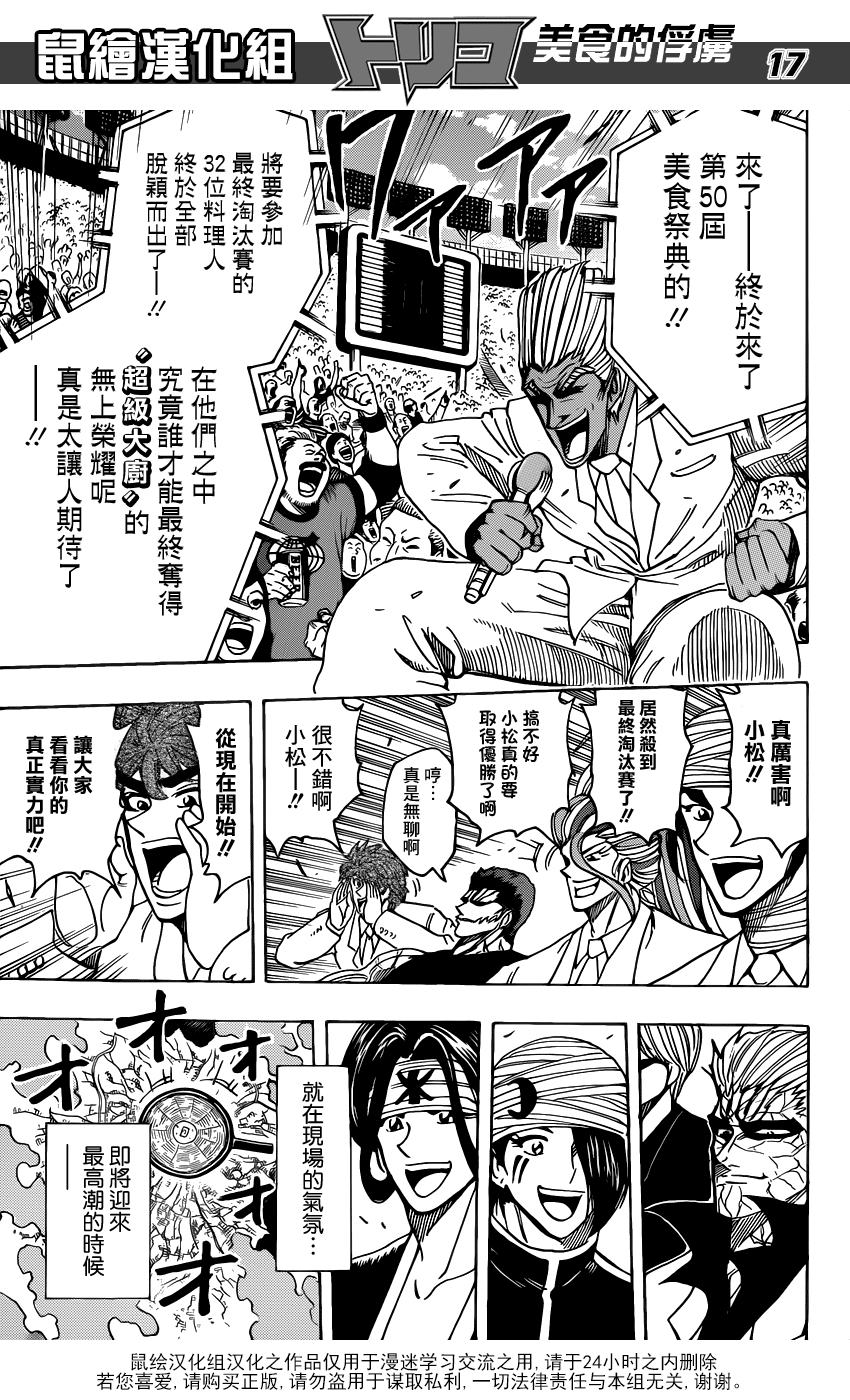 鼠繪漢化組
トリコ
美食的俘虜
17
來了——終於來了
第50屆
美食祭典的!!
クァァ
將要參加
最終淘汰賽的
32位料理人
終於全部
脫穎而出了—!!
在他們之中
究竟誰才能最終奪得
“超級大廚”的
無上榮耀呢
真是太讓人期待了
——!!
BEER
真厲害啊
小松!!
居然殺到
最終淘汰賽了!!
搞不好
小松真的要
取得優勝了啊
哼…
真是無聊啊
很不錯啊
小松—!!
從現在開始!!
讓大家
看看你的
真正實力吧!!
就在現場的氣氛…
オオオオオ
即將迎來
最高潮的時候
——
鼠绘汉化组汉化之作品仅用于漫迷学习交流之用,请于24小时之内删除
若您喜爱,请购买正版,请勿盗用于谋取私利,一切法律责任与本组无关,谢谢。